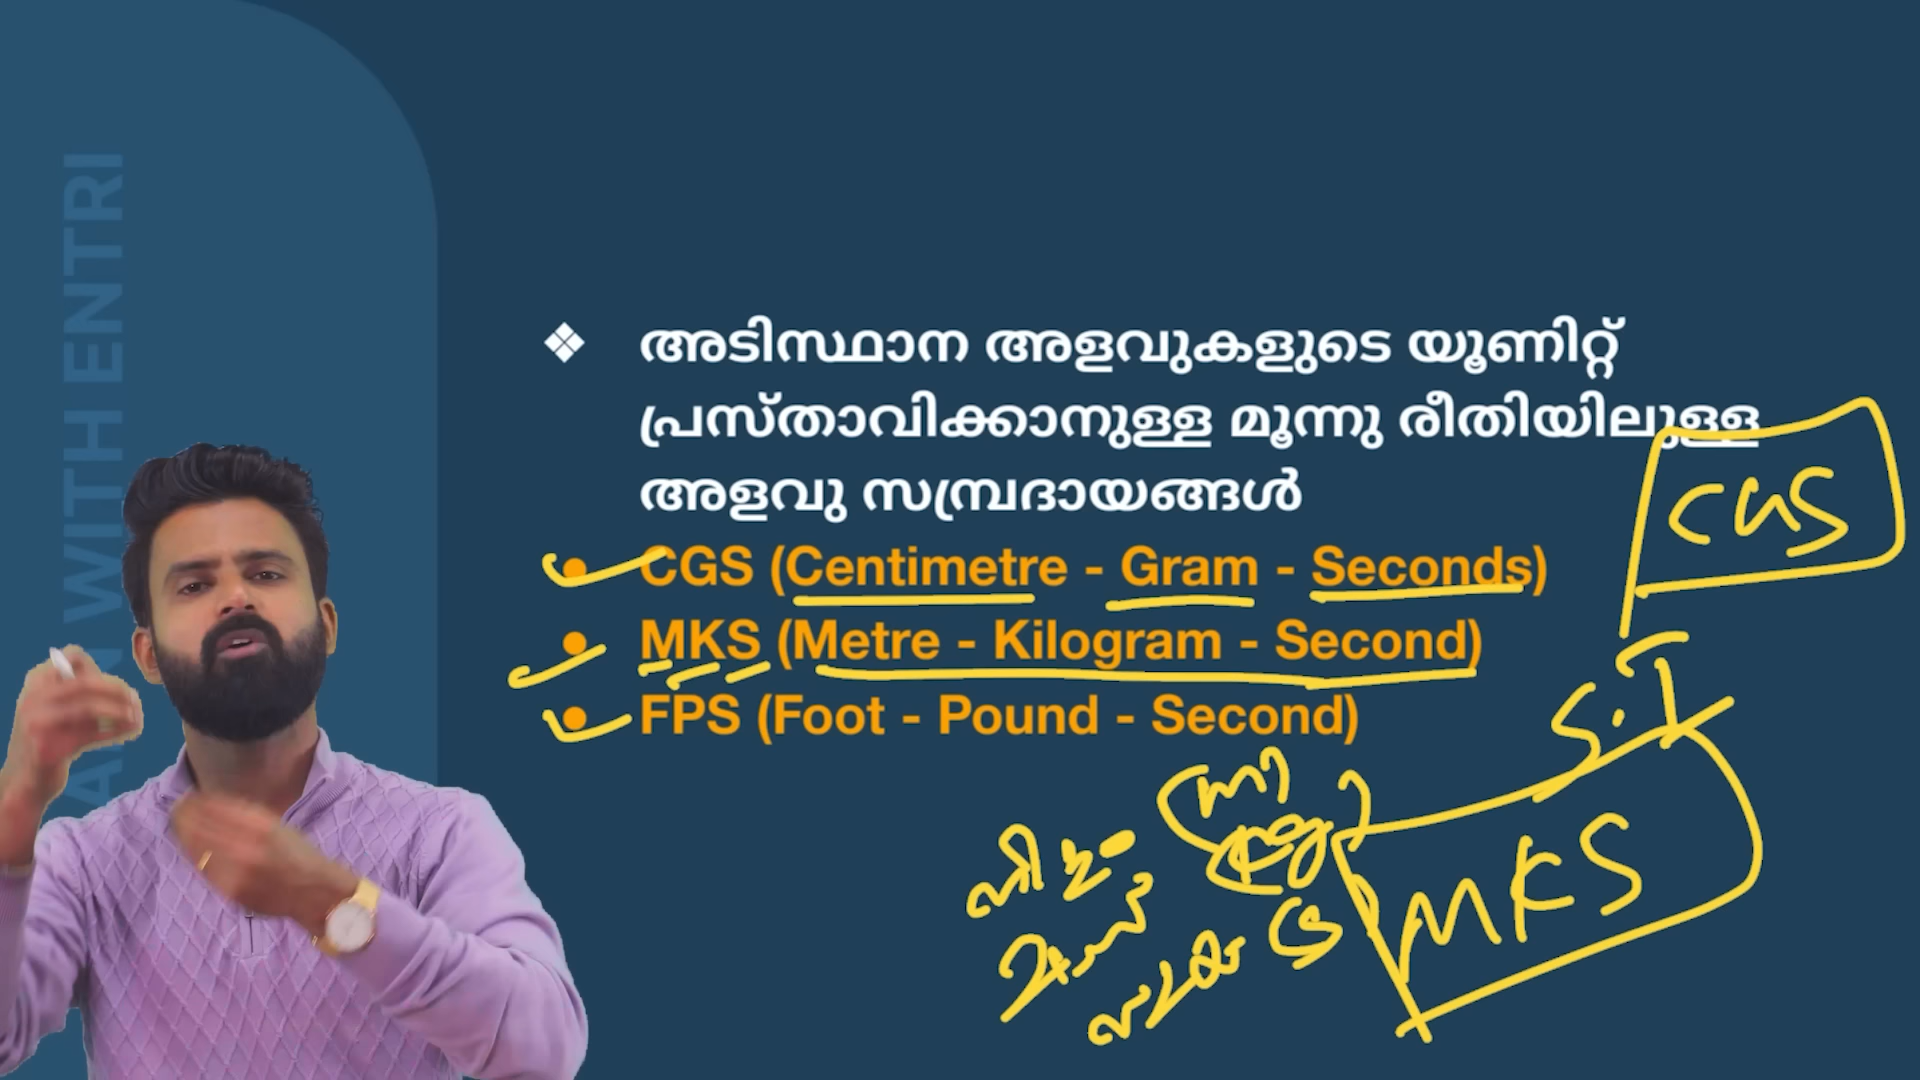 WITH ENTRI
അടിസ്ഥാന അളവുകളുടെ യൂണിറ്റ്
പ്രസ്താവിക്കാനുള്ള മൂന്നു രീതിയിലുള്ള
അളവു സമ്പ്രദായങ്ങൾ
CGS (Centimetre - Gram - Seconds)
MKS (Metre - Kilogram - Second)
FPS (Foot - Pound - Second)
CGS
S.I
MKS